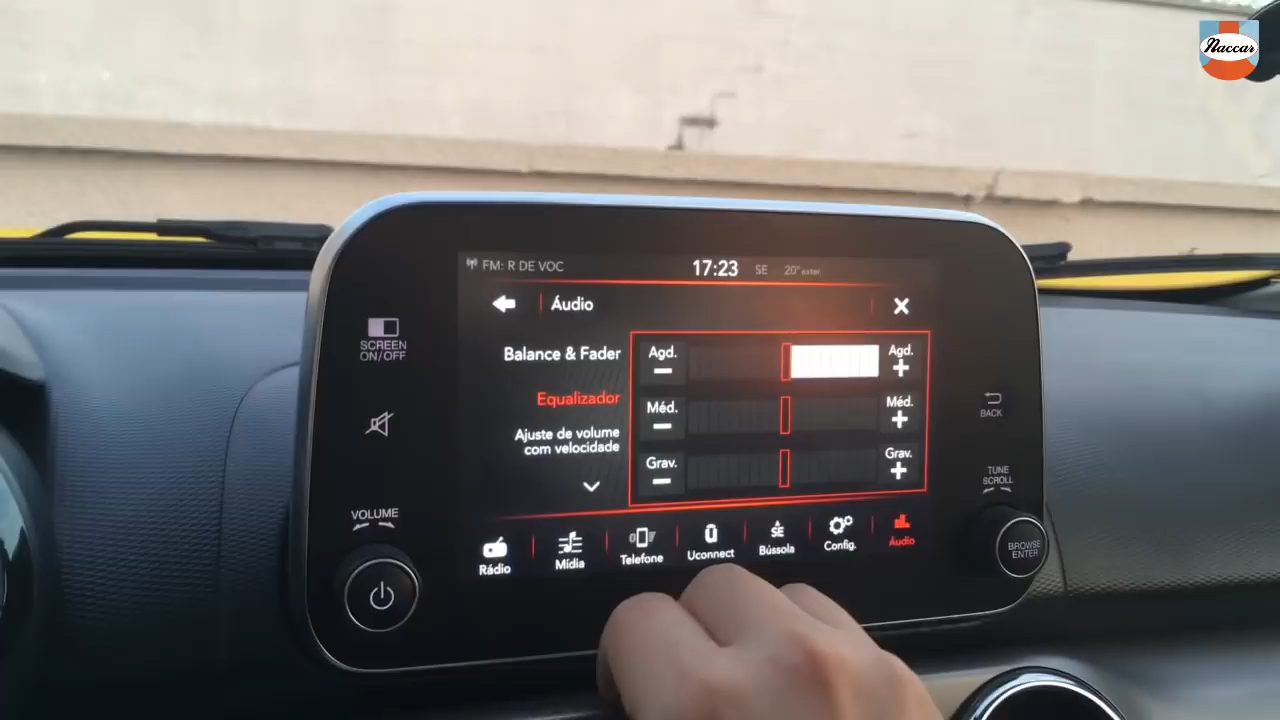 Naccar
FM: R DE VOC
17:23
SE
20° exter
Áudio
SCREEN
ON/OFF
Balance & Fader
Equalizador
Ajuste de volume
com velocidade
Agd.
Agd.
Méd.
Méd.
Grav.
Grav.
BACK
TUNE
SCROLL
VOLUME
BROWSE
ENTER
Rádio
Mídia
Telefone
Uconnect
SE
Bússola
Config.
Áudio